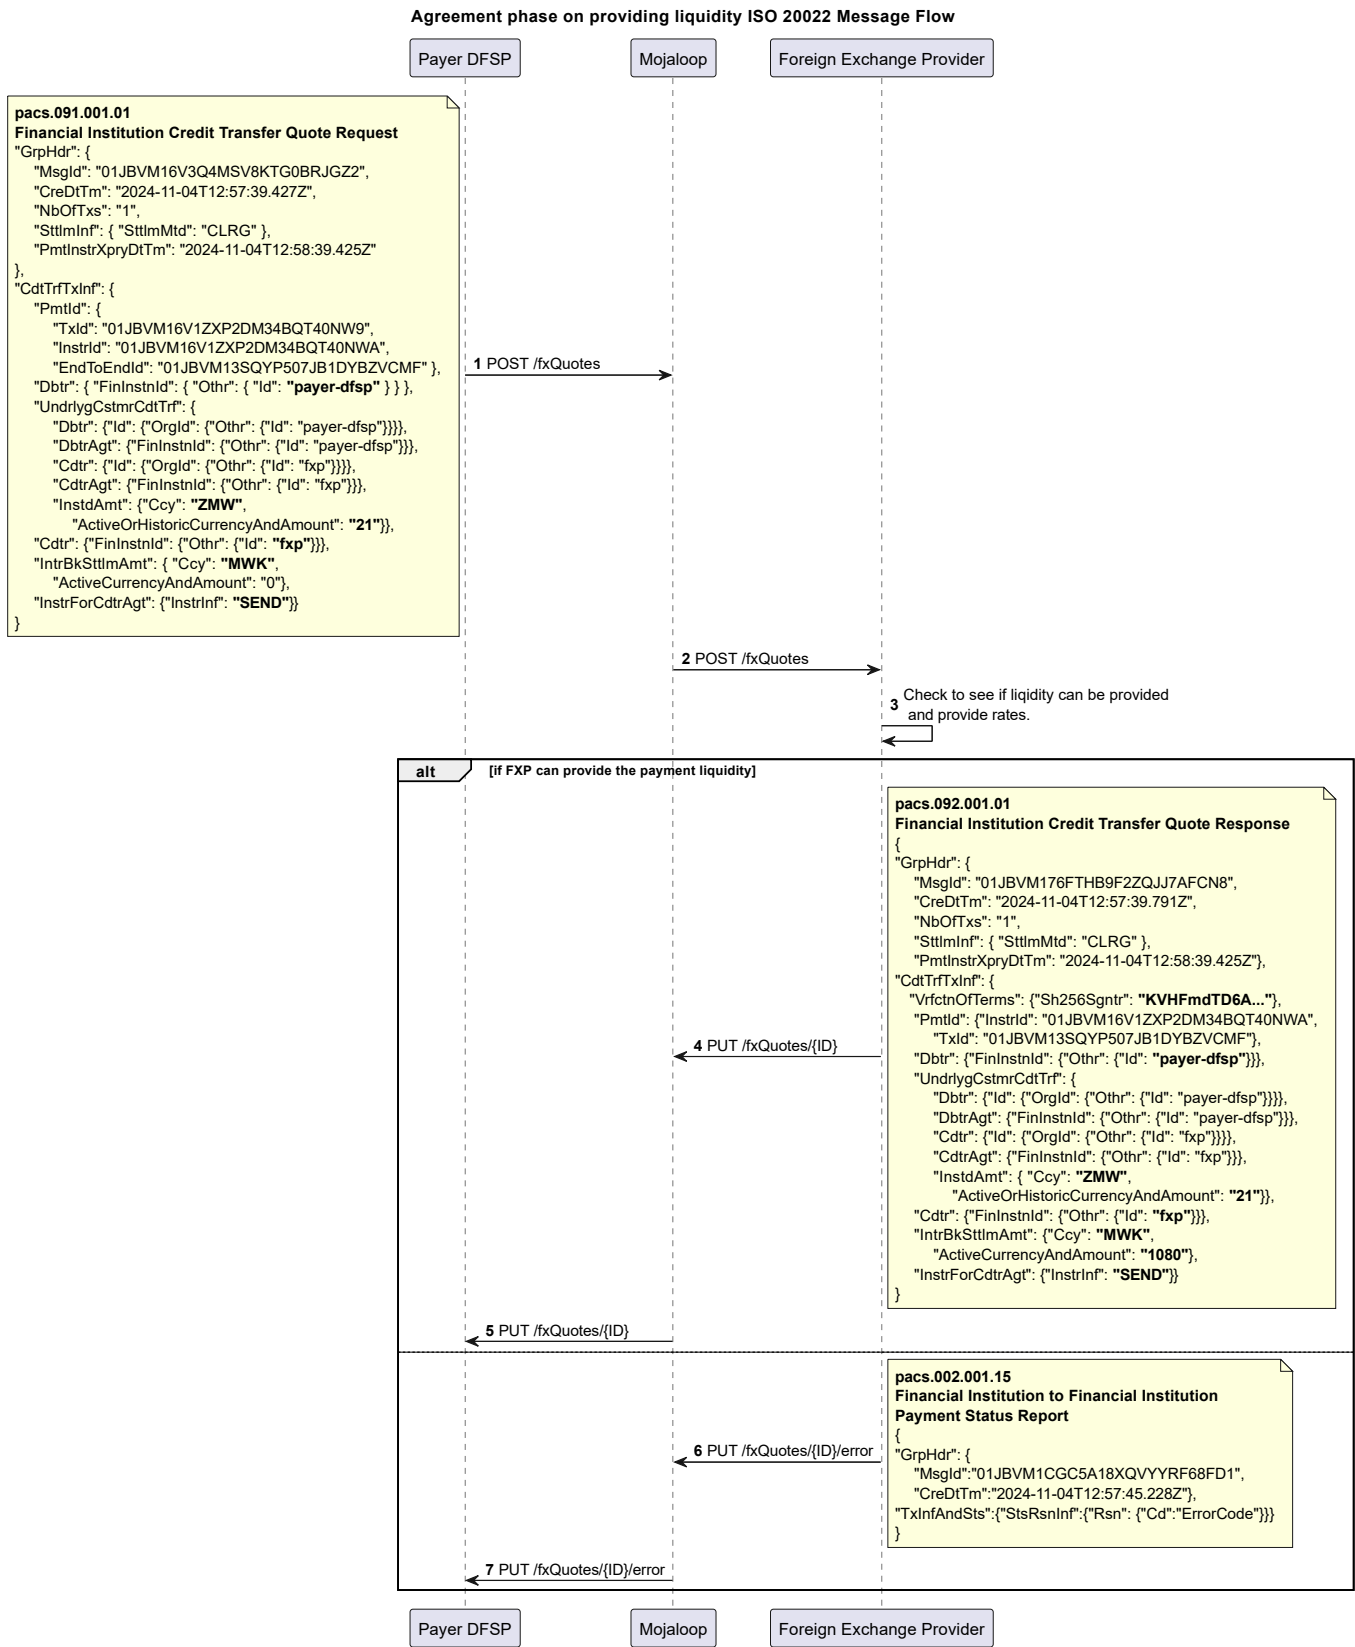 Agreement phase on providing liquidity ISO 20022 Message Flow
Payer DFSP
Mojaloop
Foreign Exchange Provider
pacs.091.001.01
Financial Institution Credit Transfer Quote Request
"GrpHdr": {
"MsgId": "01JBVM16V3Q4MSV8KTG0BRJGZ2",
"CreDtTm": "2024-11-04T12:57:39.427Z",
"NbOfTxs": "1",
"SttlmInf": { "SttlmMtd": "CLRG" },
"PmtInstrXpryDtTm": "2024-11-04T12:58:39.425Z"
},
"CdtTrfTxInf": {
"PmtId": {
"TxId": "01JBVM16V1ZXP2DM34BQT40NW9",
"InstrId": "01JBVM16V1ZXP2DM34BQT40NWA",
"EndToEndId": "01JBVM13SQYP507JB1DYBZVCMF" },
"Dbtr": { "FinInstnId": { "Othr": { "Id": "payer-dfsp" } } },
"UndrlygCstmrCdtTrf": {
"Dbtr": {"Id": {"OrgId": {"Othr": {"Id": "payer-dfsp"}}}},
"DbtrAgt": {"FinInstnId": {"Othr": {"Id": "payer-dfsp"}}},
"Cdtr": {"Id": {"OrgId": {"Othr": {"Id": "fxp"}}}},
"CdtrAgt": {"FinInstnId": {"Othr": {"Id": "fxp"}}},
"InstdAmt": {"Ccy": "ZMW",
"ActiveOrHistoricCurrencyAndAmount": "21"}},
"Cdtr": {"FinInstnId": {"Othr": {"Id": "fxp"}}},
"IntrBkSttlmAmt": { "Ccy": "MWK",
"ActiveCurrencyAndAmount": "0"},
"InstrForCdtrAgt": {"InstrInf": "SEND"}}
}
1 POST /fxQuotes
2 POST /fxQuotes
3 Check to see if liqidity can be provided
and provide rates.
alt [if FXP can provide the payment liquidity]
pacs.092.001.01
Financial Institution Credit Transfer Quote Response
{
"GrpHdr": {
"MsgId": "01JBVM176FTHB9F2ZQJJ7AFCN8",
"CreDtTm": "2024-11-04T12:57:39.791Z",
"NbOfTxs": "1",
"SttlmInf": { "SttlmMtd": "CLRG" },
"PmtInstrXpryDtTm": "2024-11-04T12:58:39.425Z"},
"CdtTrfTxInf": {
"VrfctnOfTerms": {"Sh256Sgntr": "KVHFmdTD6A..."},
"PmtId": {"InstrId": "01JBVM16V1ZXP2DM34BQT40NWA",
"TxId": "01JBVM13SQYP507JB1DYBZVCMF"},
"Dbtr": {"FinInstnId": {"Othr": {"Id": "payer-dfsp"}}},
"UndrlygCstmrCdtTrf": {
"Dbtr": {"Id": {"OrgId": {"Othr": {"Id": "payer-dfsp"}}}},
"DbtrAgt": {"FinInstnId": {"Othr": {"Id": "payer-dfsp"}}},
"Cdtr": {"Id": {"OrgId": {"Othr": {"Id": "fxp"}}}},
"CdtrAgt": {"FinInstnId": {"Othr": {"Id": "fxp"}}},
"InstdAmt": { "Ccy": "ZMW",
"ActiveOrHistoricCurrencyAndAmount": "21"}},
"Cdtr": {"FinInstnId": {"Othr": {"Id": "fxp"}}},
"IntrBkSttlmAmt": {"Ccy": "MWK",
"ActiveCurrencyAndAmount": "1080"},
"InstrForCdtrAgt": {"InstrInf": "SEND"}}
}
4 PUT /fxQuotes/{ID}
5 PUT /fxQuotes/{ID}
pacs.002.001.15
Financial Institution to Financial Institution
Payment Status Report
{
"GrpHdr": {
"MsgId":"01JBVM1CGC5A18XQVYYRF68FD1",
"CreDtTm":"2024-11-04T12:57:45.228Z"},
"TxInfAndSts":{"StsRsnInf":{"Rsn": {"Cd":"ErrorCode"}}}
}
6 PUT /fxQuotes/{ID}/error
7 PUT /fxQuotes/{ID}/error
Payer DFSP
Mojaloop
Foreign Exchange Provider